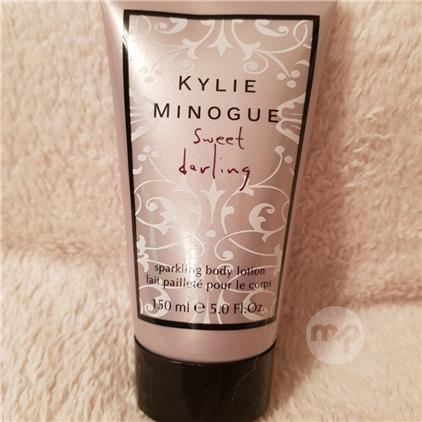 KYLIE
MINOGUE
sweet
darling
sparkling body lotion
lait pailleté pour le corps
150 ml e 5.0 Fl.Oz.